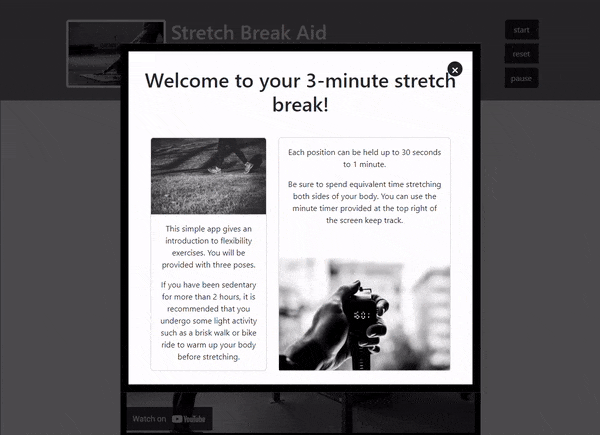 Stretch Break Aid
start
reset
pause
×
Welcome to your 3-minute stretch
break!
This simple app gives an
introduction to flexibility
exercises. You will be
provided with three poses.
If you have been sedentary
for more than 2 hours, it is
recommended that you
undergo some light activity
such as a brisk walk or bike
ride to warm up your body
before stretching.
Each position can be held up to 30 seconds
to 1 minute.
Be sure to spend equivalent time stretching
both sides of your body. You can use the
minute timer provided at the top right of
the screen keep track.
60:
Watch on YouTube